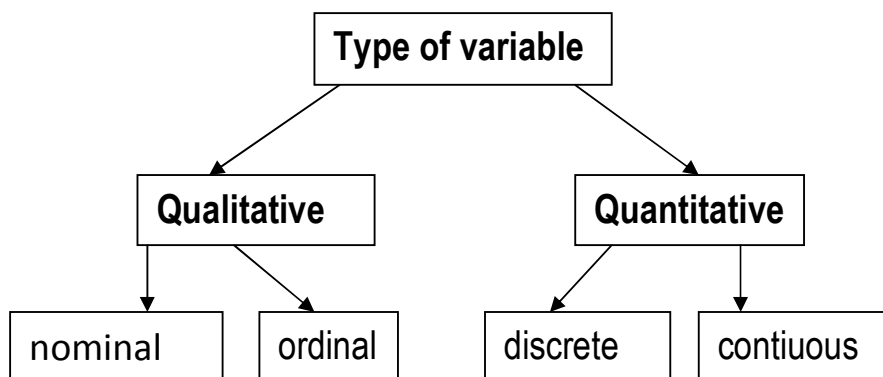 Type of variable
Qualitative
Quantitative
nominal
ordinal
discrete
contiuous